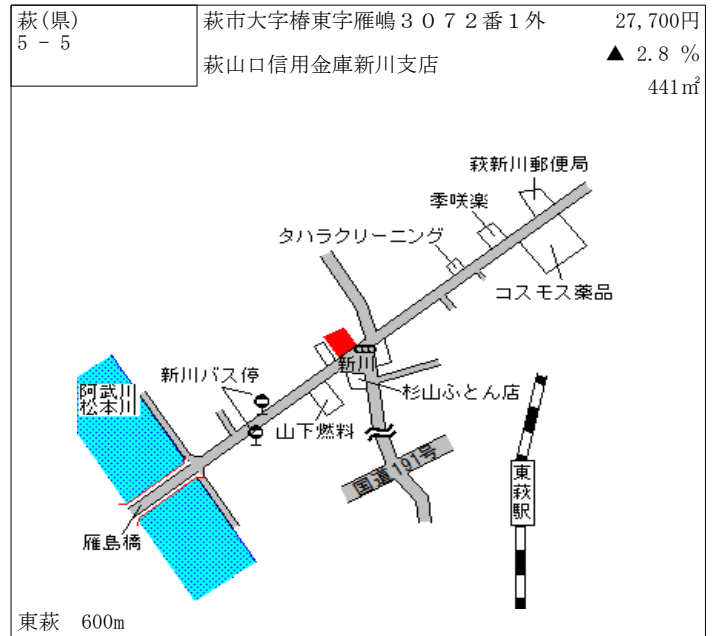 萩(県)
5 - 5
萩市大字椿東字雁嶋3072番1外
27,700円
萩山口信用金庫新川支店
▲ 2.8 %
441㎡
萩新川郵便局
季咲楽
タハラクリーニング
コスモス薬品
新川
新川バス停
杉山ふとん店
阿武川
松本川
山下燃料
国道191号
東萩駅
雁島橋
東萩 600m